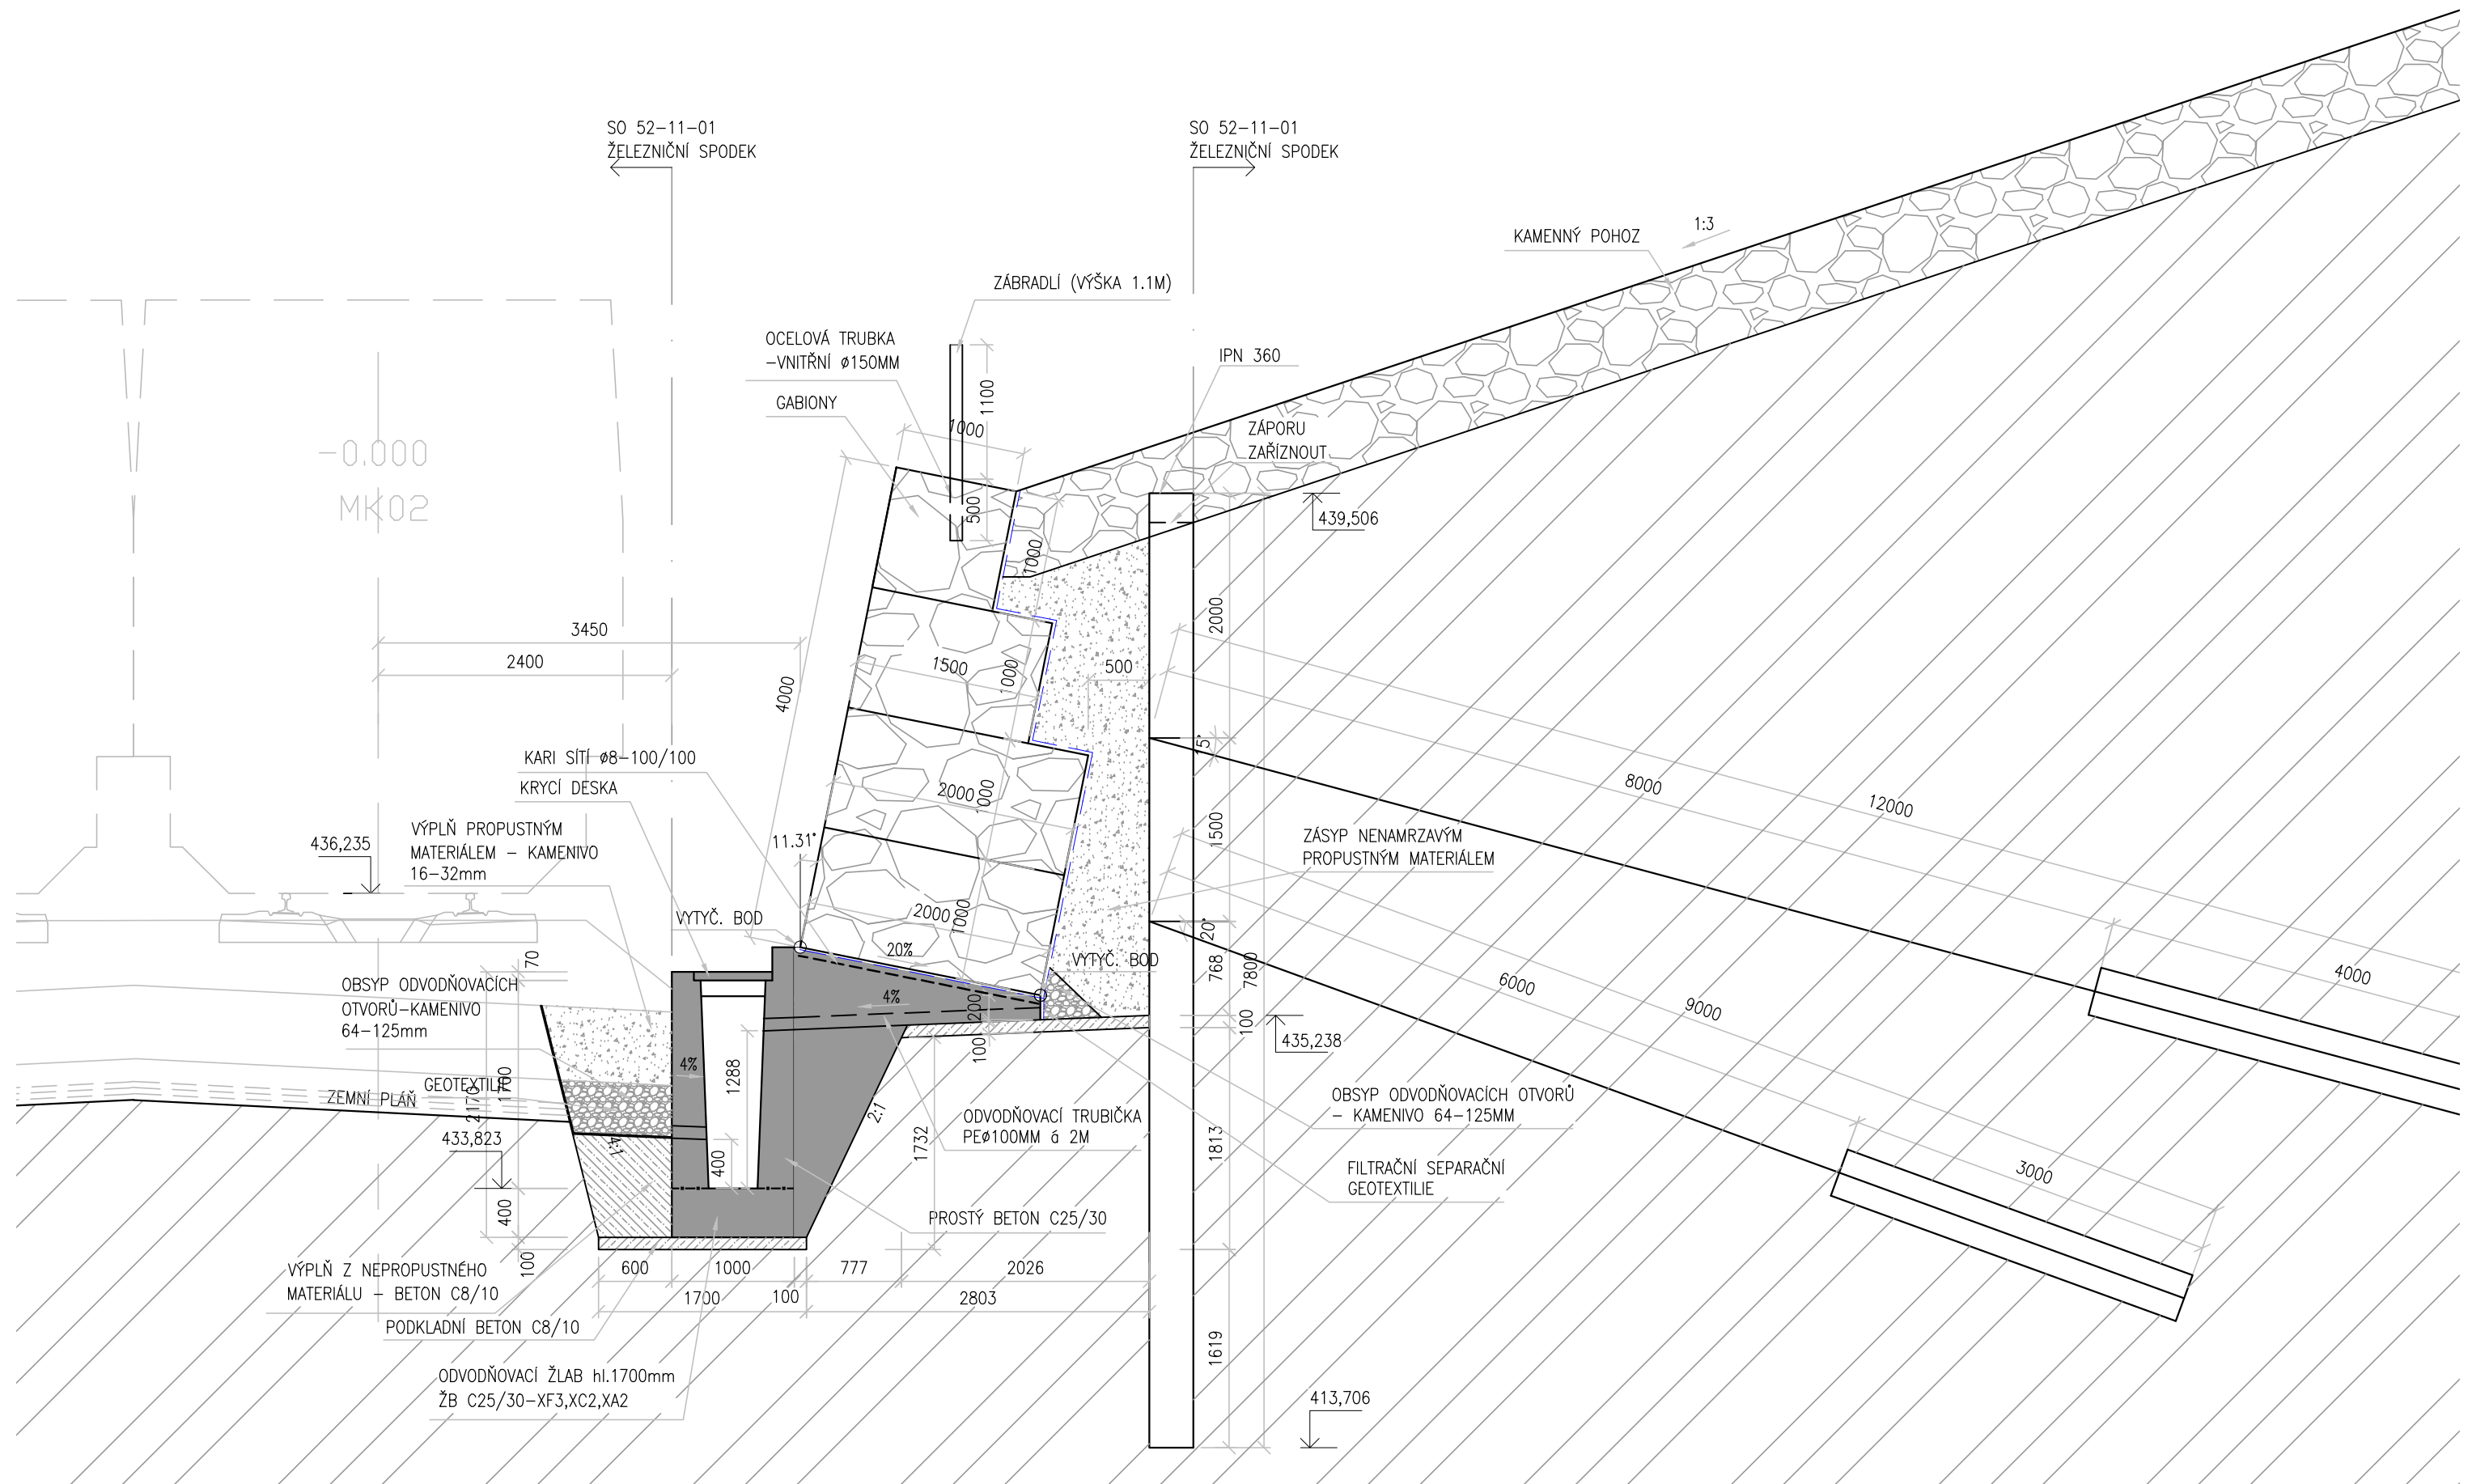 SO 52-11-01
ŽELEZNIČNÍ SPODEK
SO 52-11-01
ŽELEZNIČNÍ SPODEK
1:3
KAMENNÝ POHOZ
ZÁBRADLÍ (VÝŠKA 1.1M)
OCELOVÁ TRUBKA
-VNITŘNÍ ø150MM
IPN 360
GABIONY
1100
1000
ZÁPORU
ZAŘÍZNOUT
-0.000
MK02
500
439,506
1000
2000
3450
2400
1500
1000
500
4000
15°
KARI SÍTÍ ø8-100/100
KRYCÍ DESKA
2000
1000
8000
12000
VÝPLŇ PROPUSTNÝM
MATERIÁLEM - KAMENIVO
16-32mm
436,235
11.31°
1500
ZÁSYP NENAMRZAVÝM
PROPUSTNÝM MATERIÁLEM
VYTYČ. BOD
2000
1000
20°
20%
VYTYČ. BOD
70
768
7800
4000
6000
9000
OBSYP ODVODŇOVACÍCH
OTVORŮ-KAMENIVO
64-125mm
4%
200
100
435,238
100
4%
1288
GEOTEXTILIE
ZEMNÍ PLÁŇ
2170
1700
2:1
ODVODŇOVACÍ TRUBIČKA
PEø100MM á 2M
OBSYP ODVODŇOVACÍCH OTVORŮ
- KAMENIVO 64-125MM
433,823
4:1
400
1732
1813
FILTRAČNÍ SEPARAČNÍ
GEOTEXTILIE
3000
400
PROSTÝ BETON C25/30
100
VÝPLŇ Z NEPROPUSTNÉHO
MATERIÁLU - BETON C8/10
600
1000
777
2026
1700
100
2803
PODKLADNÍ BETON C8/10
1619
ODVODŇOVACÍ ŽLAB hl.1700mm
ŽB C25/30-XF3,XC2,XA2
413,706